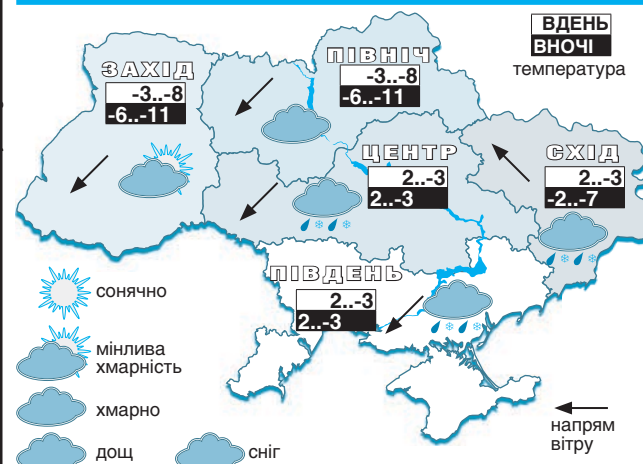 ВДЕНЬ
ВНОЧІ
температура
ЗАХІД
-3..-8
-6..-11
ПІВНІЧ
-3..-8
-6..-11
ЦЕНТР
2..-3
2..-3
СХІД
2..-3
-2..-7
ПІВДЕНЬ
2..-3
2..-3
сонячно
мінлива
хмарність
хмарно
дощ
сніг
напрям
вітру